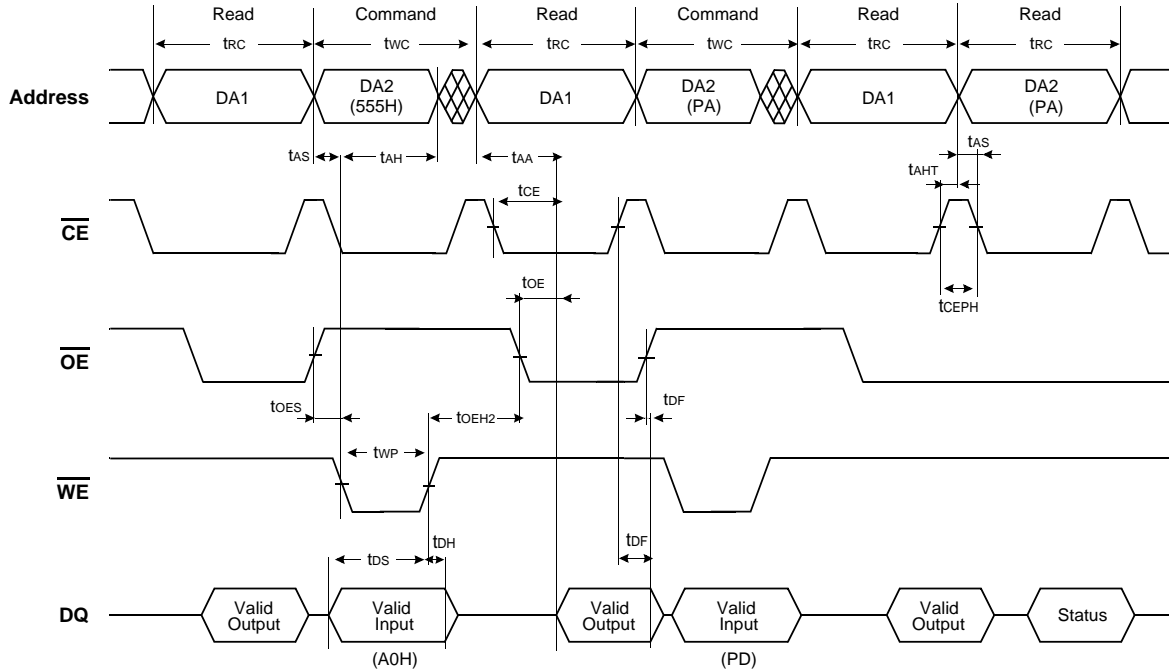 Read Command Read Command Read Read
tRC tWC tRC tWC tRC tRC
Address DA1 DA2 (555H) DA1 DA2 (PA) DA1 DA2 (PA)
tAS tAH tAA tAS
tAHT
tCE
CE
tOE
tCEPH
OE
tOES tOEH2 tDF
tWP
WE
tDS tDH tDF
DQ Valid Output Valid Input Valid Output Valid Input Valid Output Status
(A0H) (PD)